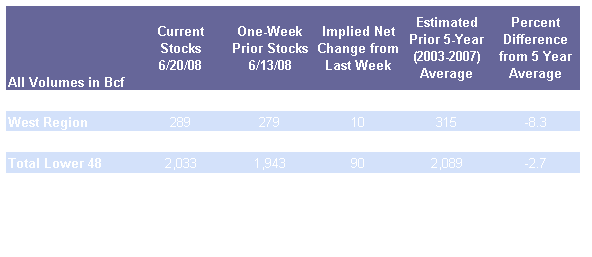 All Volumes in Bcf
Current
Stocks
6/20/08
One-Week
Prior Stocks
6/13/08
Implied Net
Change from
Last Week
Estimated
Prior 5-Year
(2003-2007)
Average
Percent
Difference
from 5 Year
Average
West Region 289 279 10 315 -8.3
Total Lower 48 2,033 1,943 90 2,089 -2.7